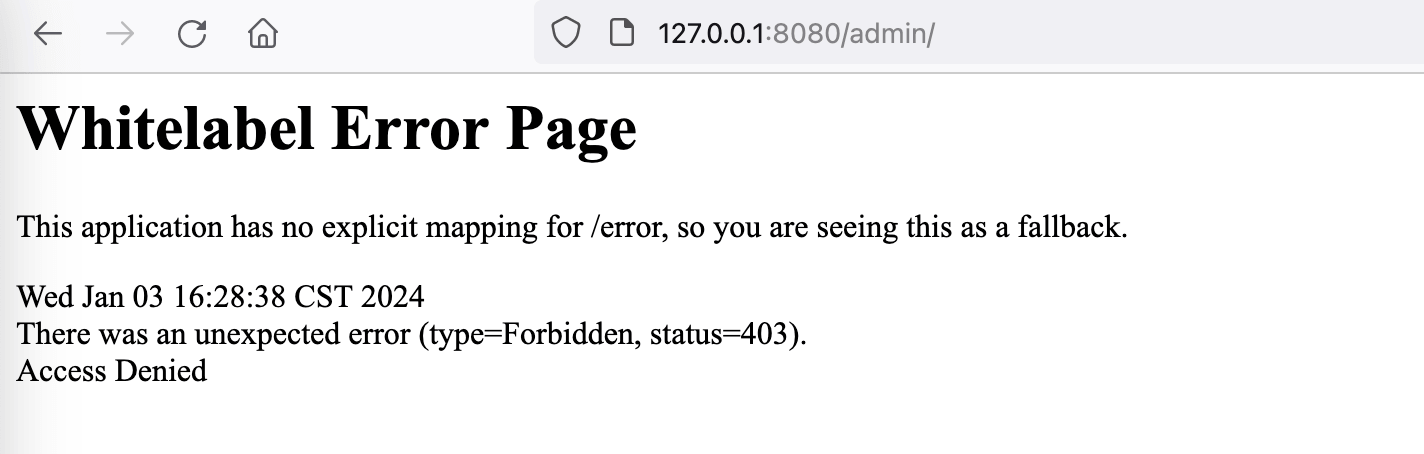 127.0.0.1:8080/admin/
Whitelabel Error Page
This application has no explicit mapping for /error, so you are seeing this as a fallback.
Wed Jan 03 16:28:38 CST 2024
There was an unexpected error (type=Forbidden, status=403).
Access Denied